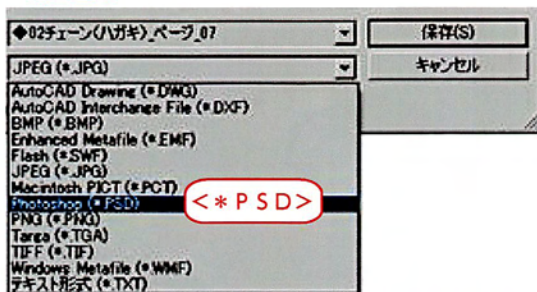 ◆02チェーン(ハガキ)_ページ_07
保存(S)
JPEG (*.JPG)
キャンセル
AutoCAD Drawing (*.DWG)
AutoCAD Interchange File (*.DXF)
BMP (*.BMP)
Enhanced Metafile (*.EMF)
Flash (*.SWF)
JPEG (*.JPG)
Macintosh PICT (*.PCT)
Photoshop (*.PSD)
<*PSD>
PNG (*.PNG)
Targa (*.TGA)
TIFF (*.TIF)
Windows Metafile (*.WMF)
テキスト形式 (*.TXT)